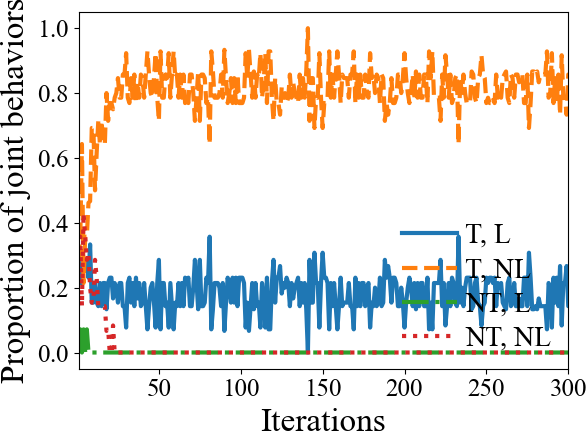 Proportion of joint behaviors
1.0
0.8
0.6
0.4
0.2
0.0
T, L
T, NL
NT, L
NT, NL
50 100 150 200 250 300
Iterations